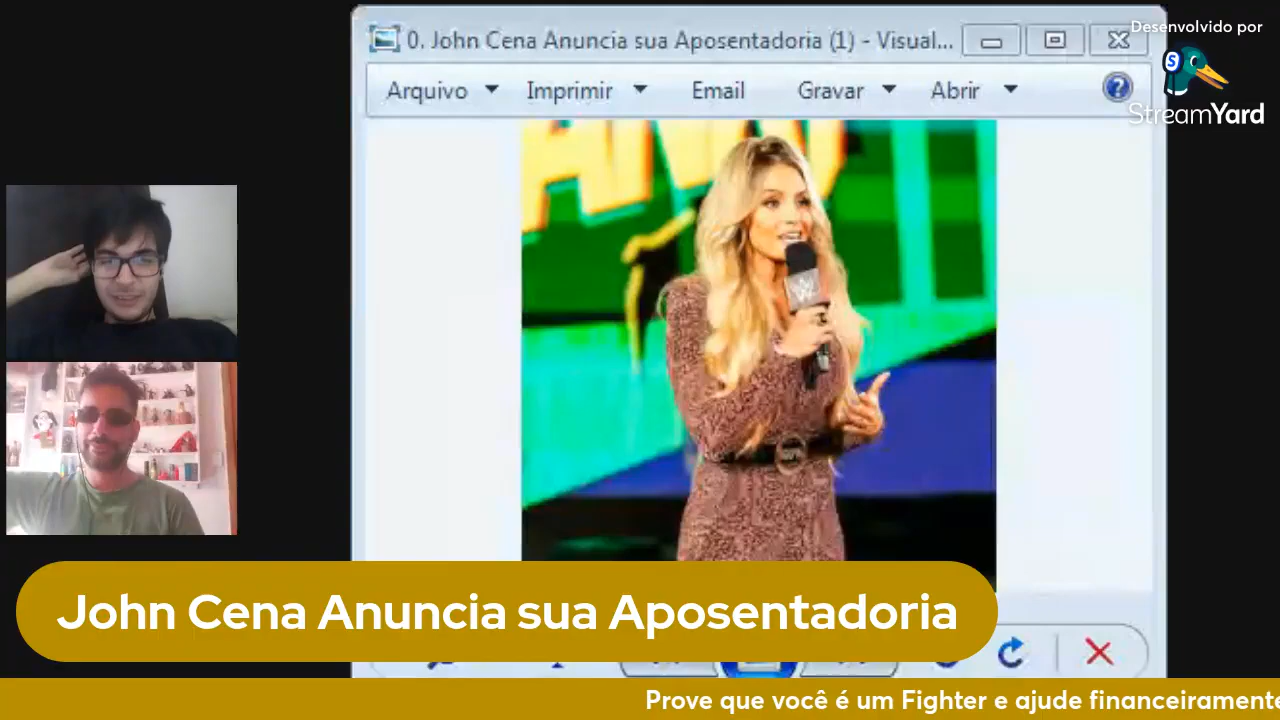 0. John Cena Anuncia sua Aposentadoria (1) - Visual...
Desenvolvido por
StreamYard
Arquivo Imprimir Email Gravar Abrir
W
John Cena Anuncia sua Aposentadoria
Prove que você é um Fighter e ajude financeiramente